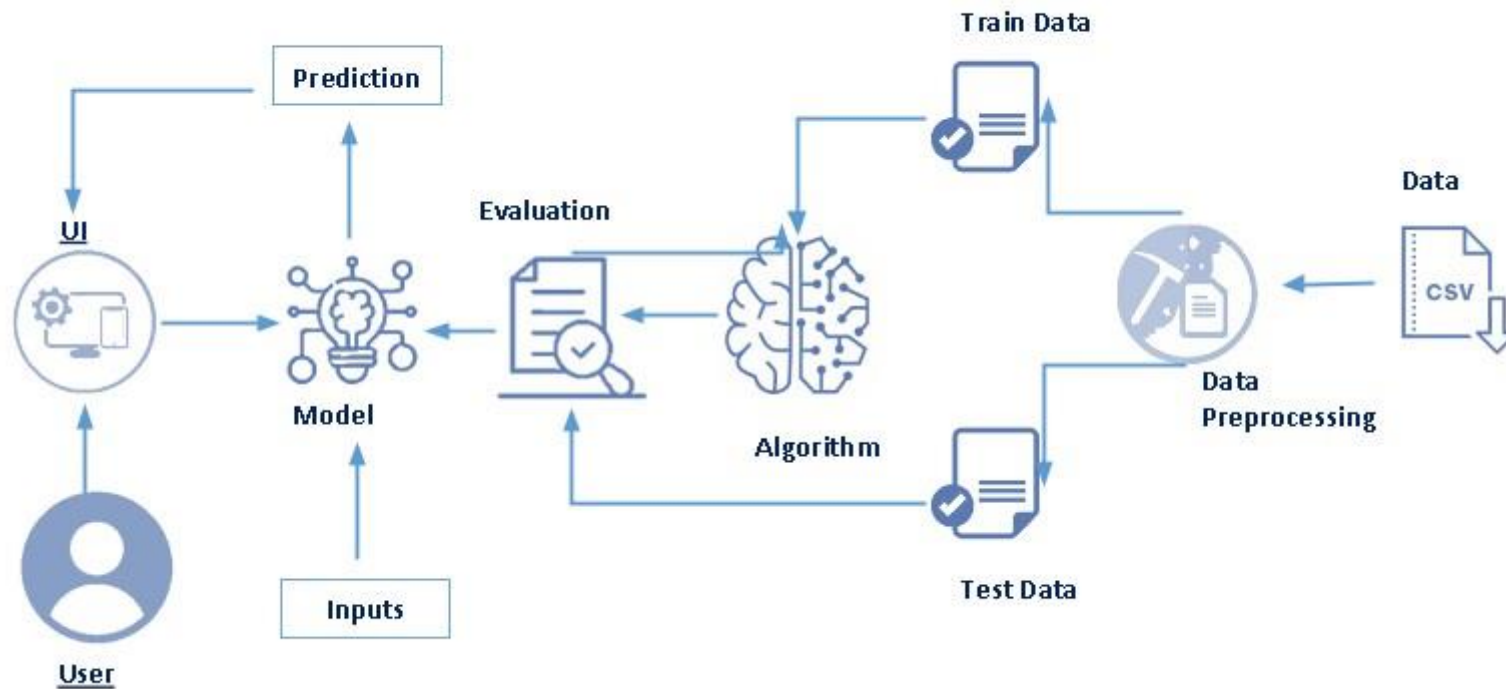 Train Data
Prediction
Data
Evaluation
UI
CSV
Model
Data
Preprocessing
Algorithm
Test Data
Inputs
User